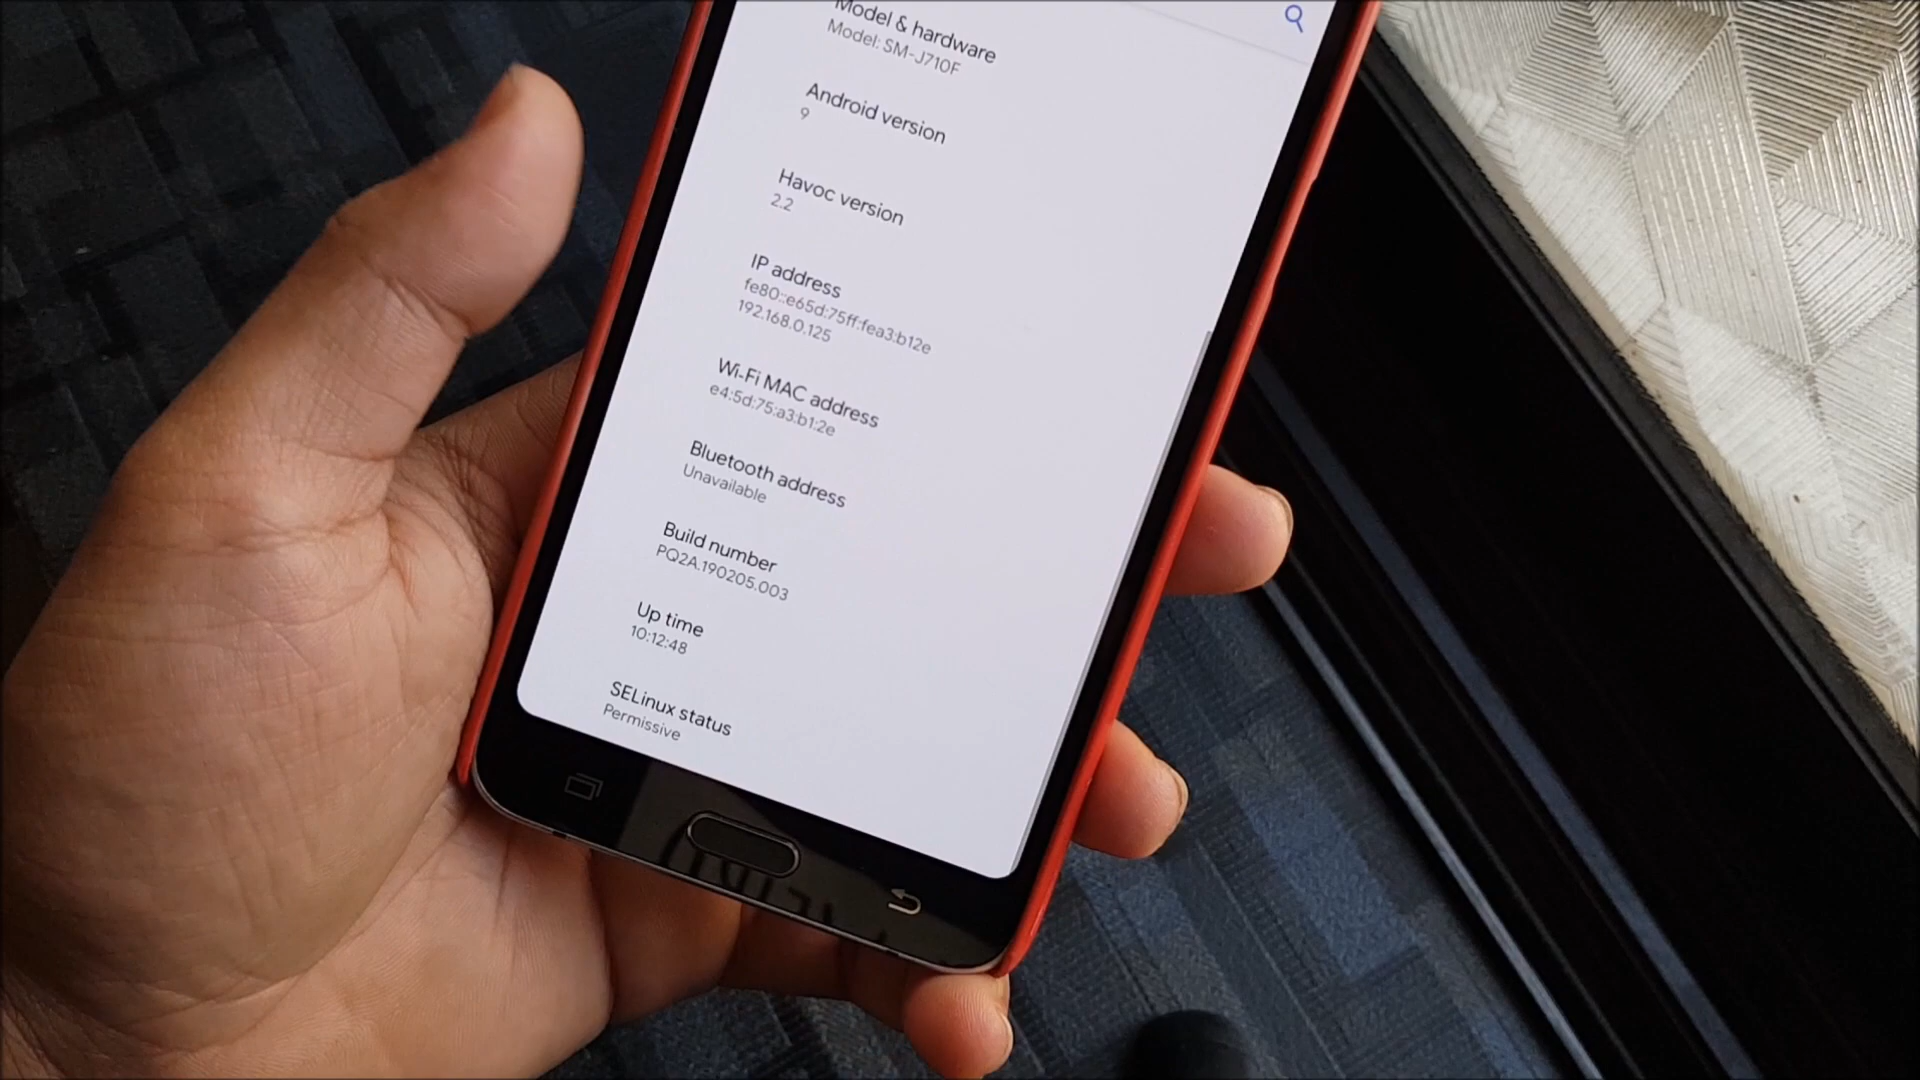 Model & hardware
Model: SM-J710F
Android version
9
Havoc version
2.2
IP address
fe80::e65d:75ff:fea3:b12e
192.168.0.125
Wi-Fi MAC address
e4:5d:75:a3:b1:2e
Bluetooth address
Unavailable
Build number
PQ2A.190205.003
Up time
10:12:48
SELinux status
Permissive